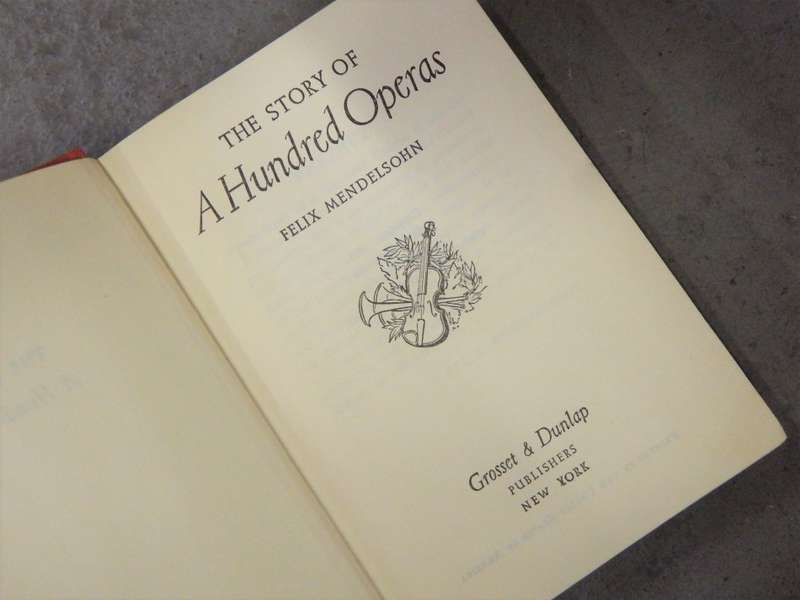 THE STORY OF
A Hundred Operas
FELIX MENDELSOHN
Grosset & Dunlap
PUBLISHERS
NEW YORK